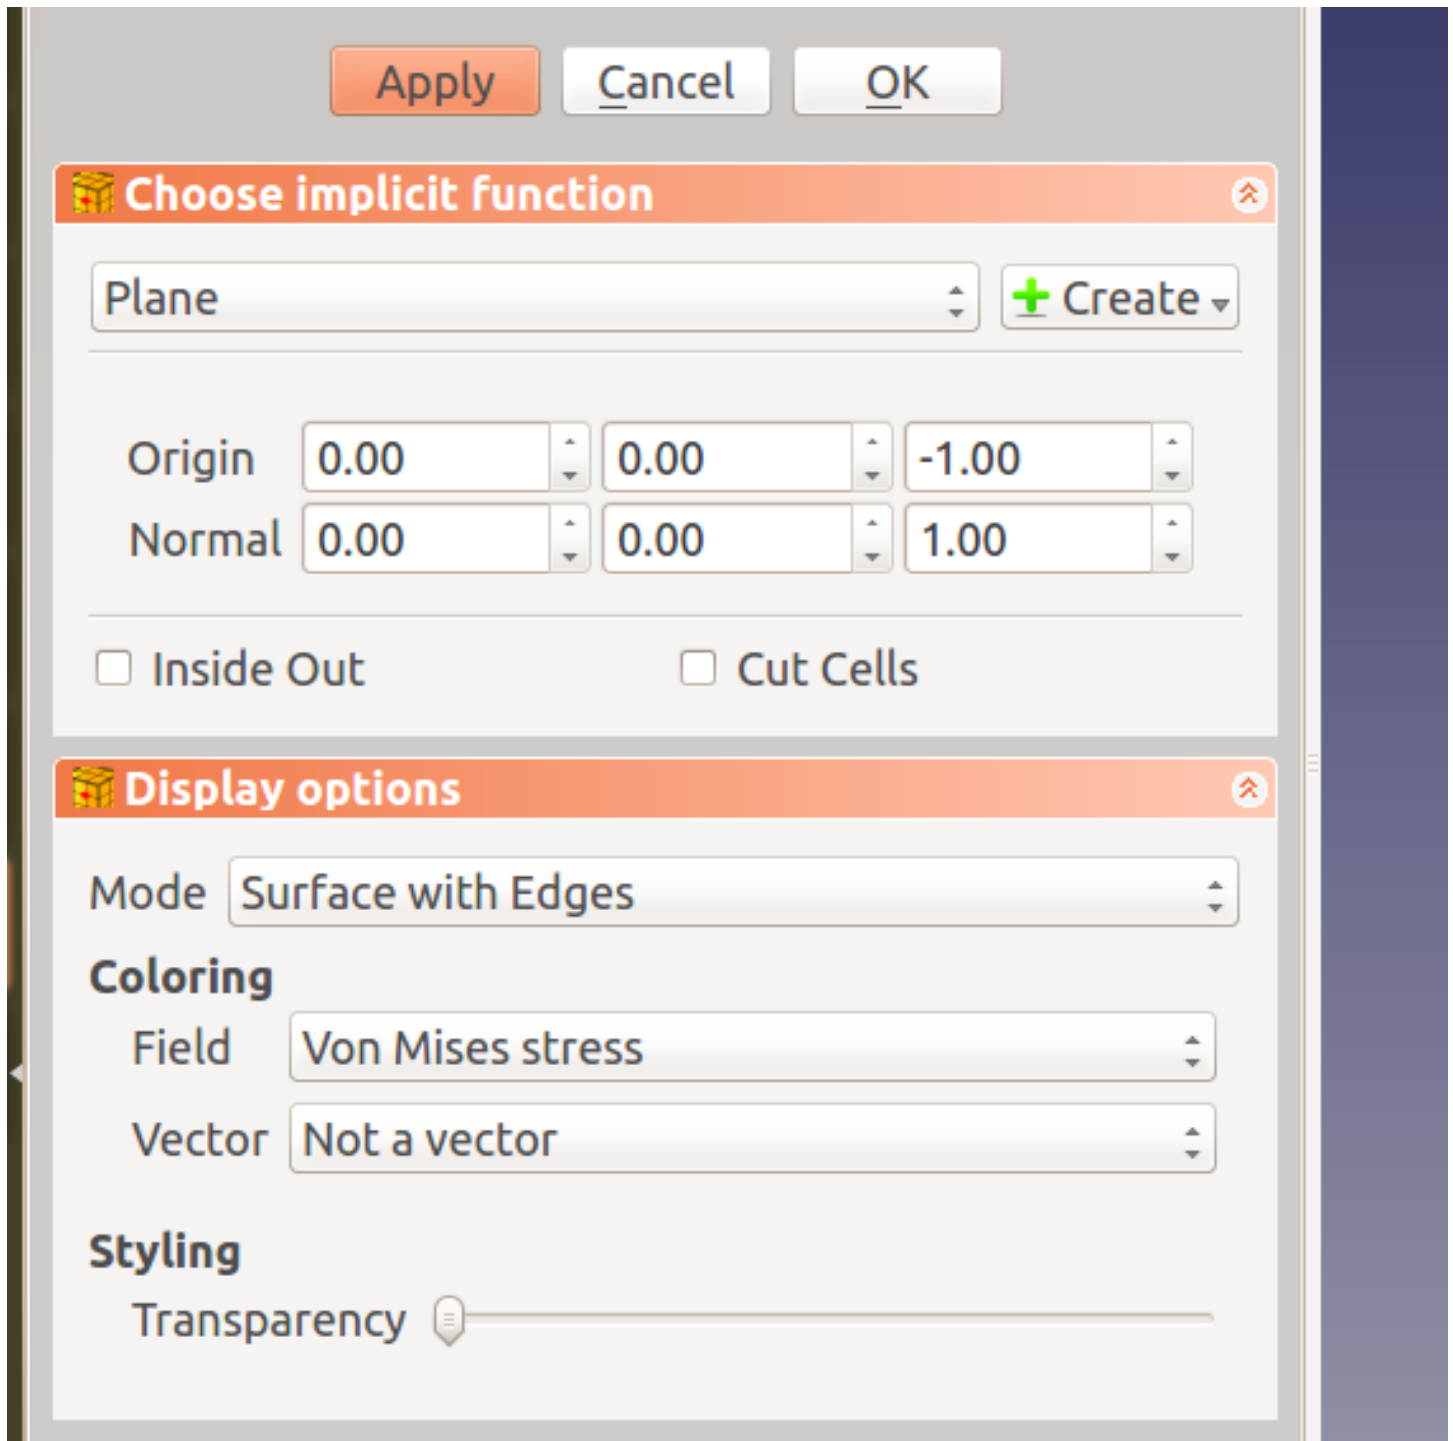 Apply Cancel OK
Choose implicit function
Plane Create
Origin 0.00 0.00 -1.00
Normal 0.00 0.00 1.00
Inside Out Cut Cells
Display options
Mode Surface with Edges
Coloring
Field Von Mises stress
Vector Not a vector
Styling
Transparency